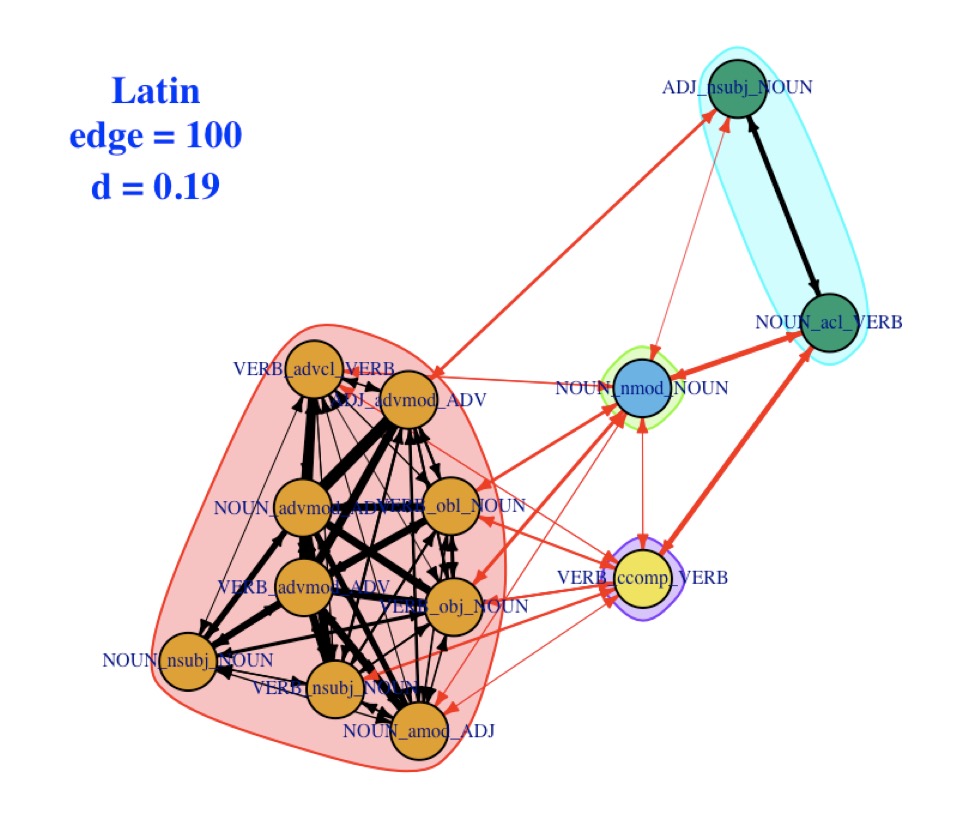 Latin
edge = 100
d = 0.19
ADJ_nsubj_NOUN
NOUN_acl_VERB
VERB_advcl_VERB
NOUN_nmod_NOUN
ADJ_advmod_ADV
NOUN_advmod_ADV
VERB_obl_NOUN
VERB_ccomp_VERB
VERB_advmod_ADV
VERB_obj_NOUN
NOUN_nsubj_NOUN
VERB_nsubj_NOUN
NOUN_amod_ADJ